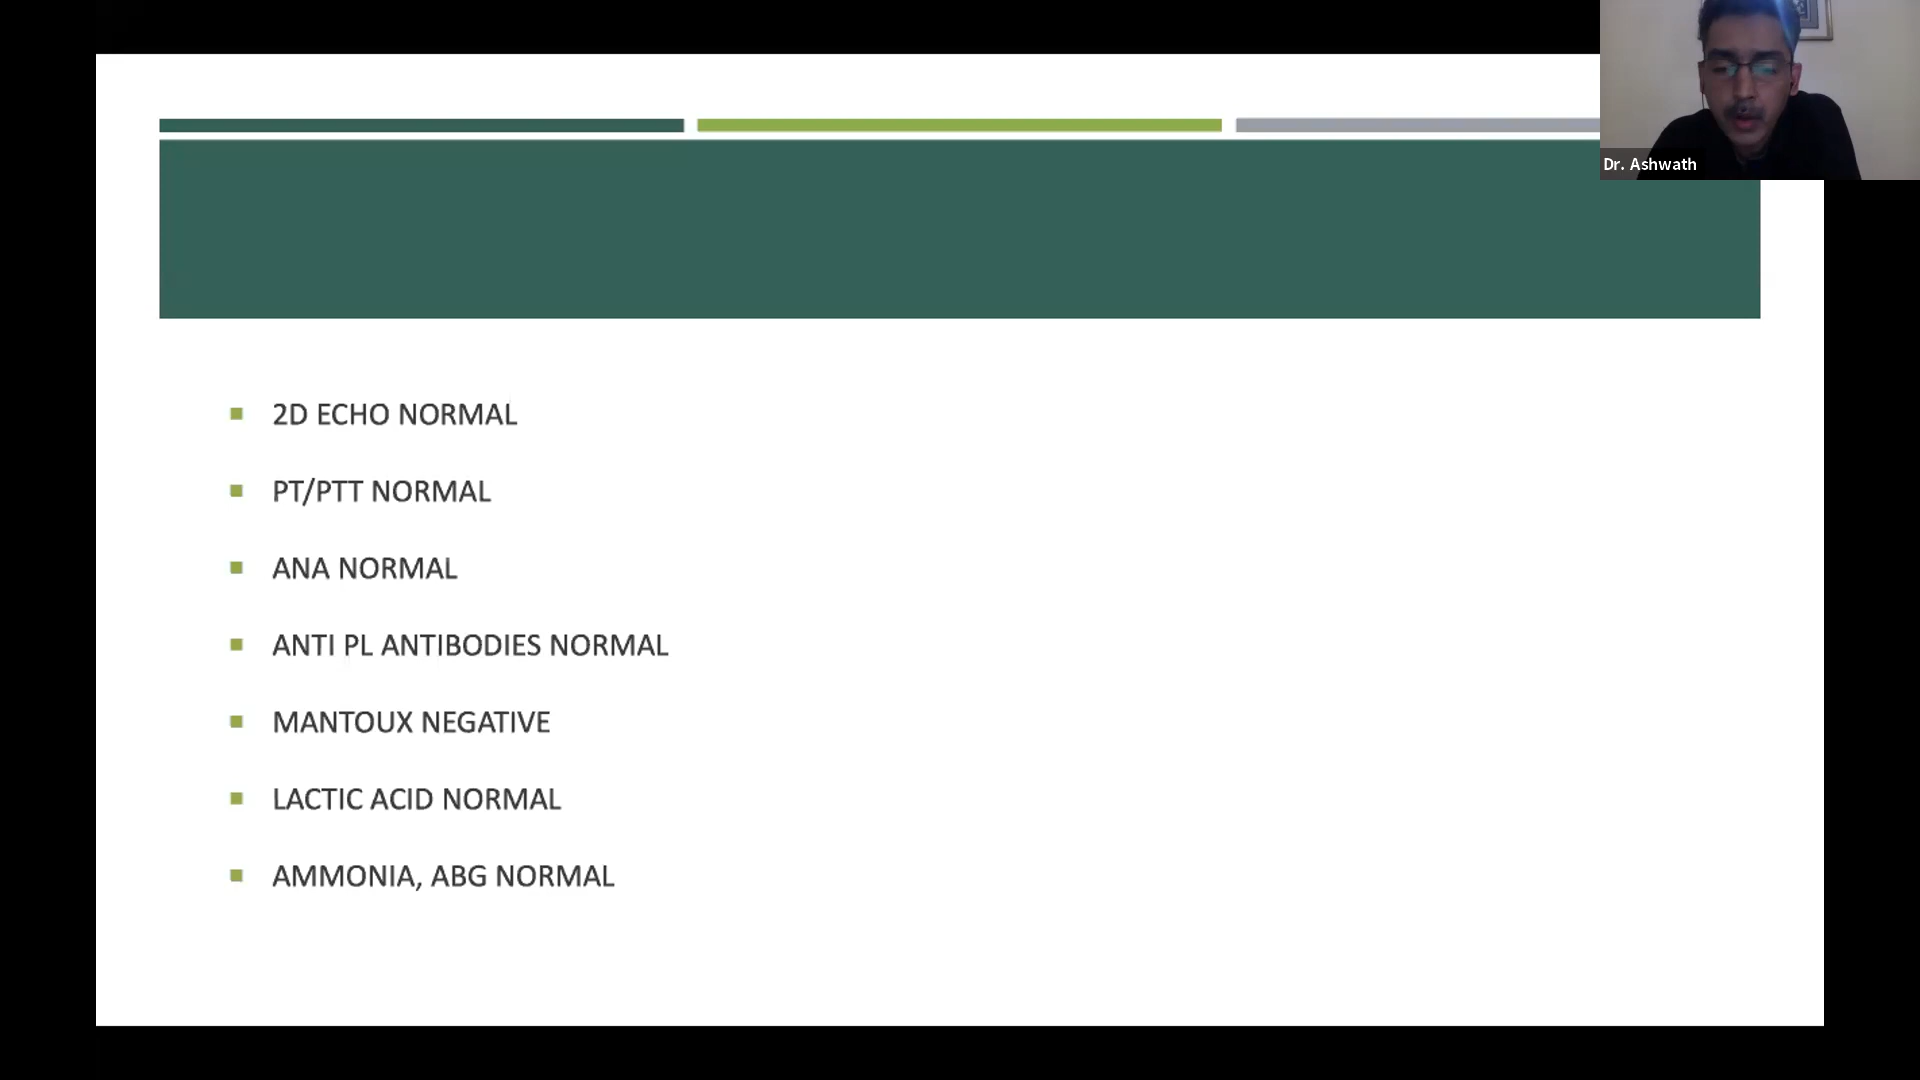 Dr. Ashwath
2D ECHO NORMAL
PT/PTT NORMAL
ANA NORMAL
ANTI PL ANTIBODIES NORMAL
MANTOUX NEGATIVE
LACTIC ACID NORMAL
AMMONIA, ABG NORMAL